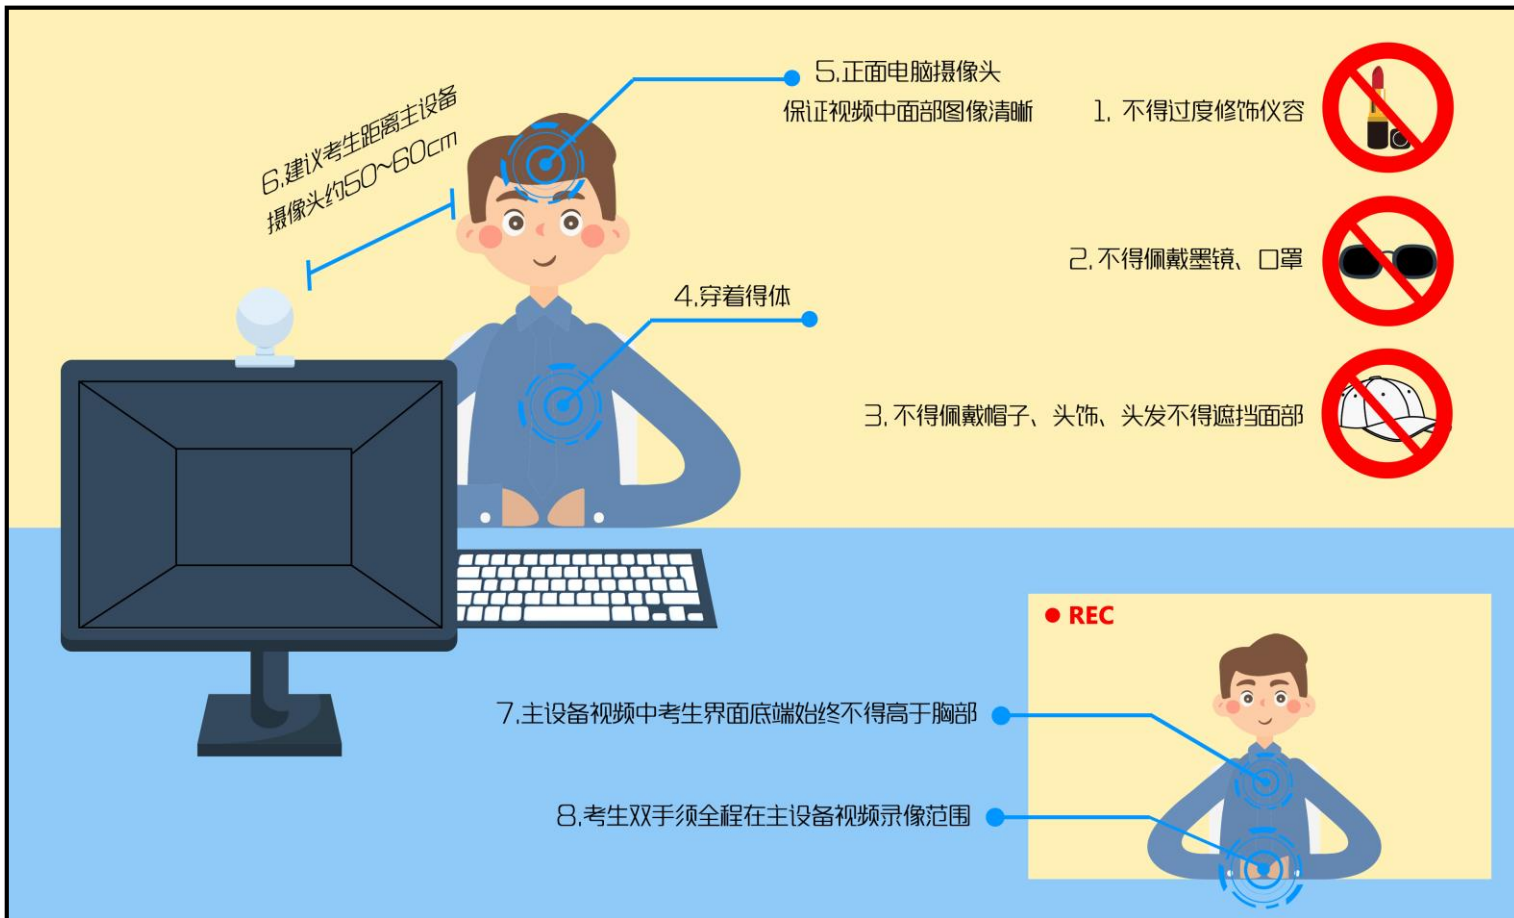 5.正面电脑摄像头
保证视频中面部图像清晰
1. 不得过度修饰仪容
6.建议考生距离主设备
摄像头约50~60cm
2.不得佩戴墨镜、口罩
4.穿着得体
3.不得佩戴帽子、头饰、头发不得遮挡面部
REC
7.主设备视频中考生界面底端始终不得高于胸部
8.考生双手须全程在主设备视频录像范围